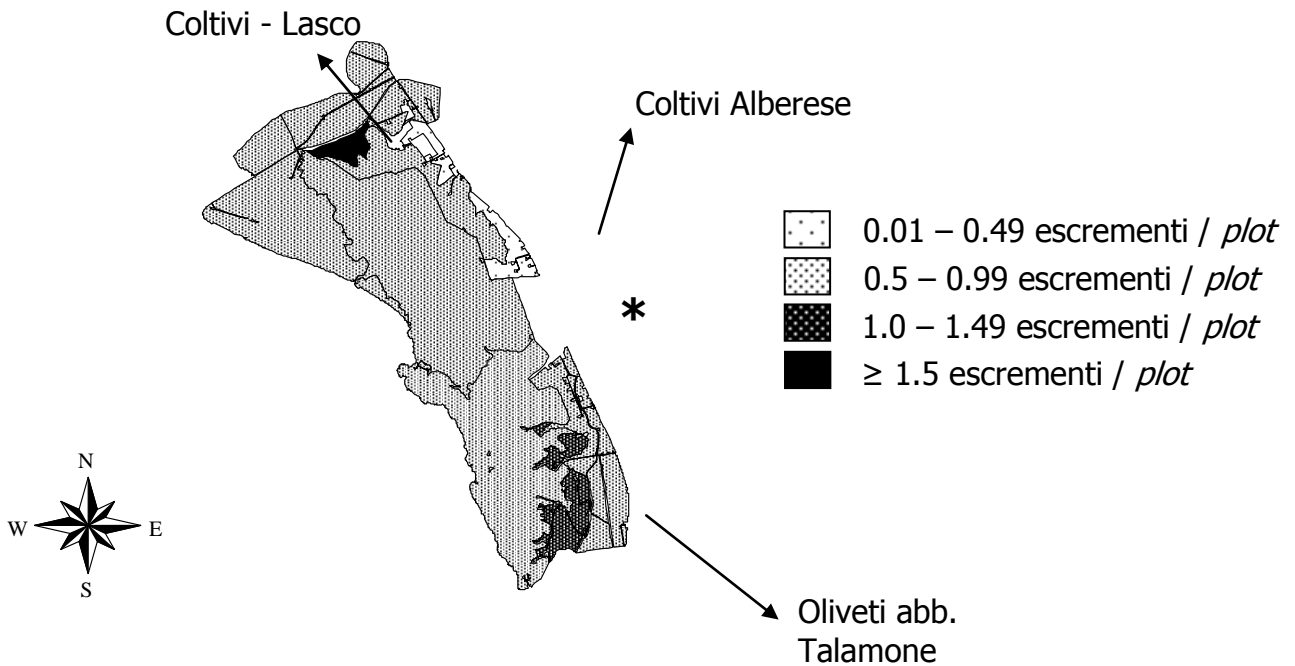 Coltivi - Lasco
Coltivi Alberese
0.01 – 0.49 escrementi / plot
0.5 – 0.99 escrementi / plot
1.0 – 1.49 escrementi / plot
≥ 1.5 escrementi / plot
*
N
W
E
S
Oliveti abb.
Talamone